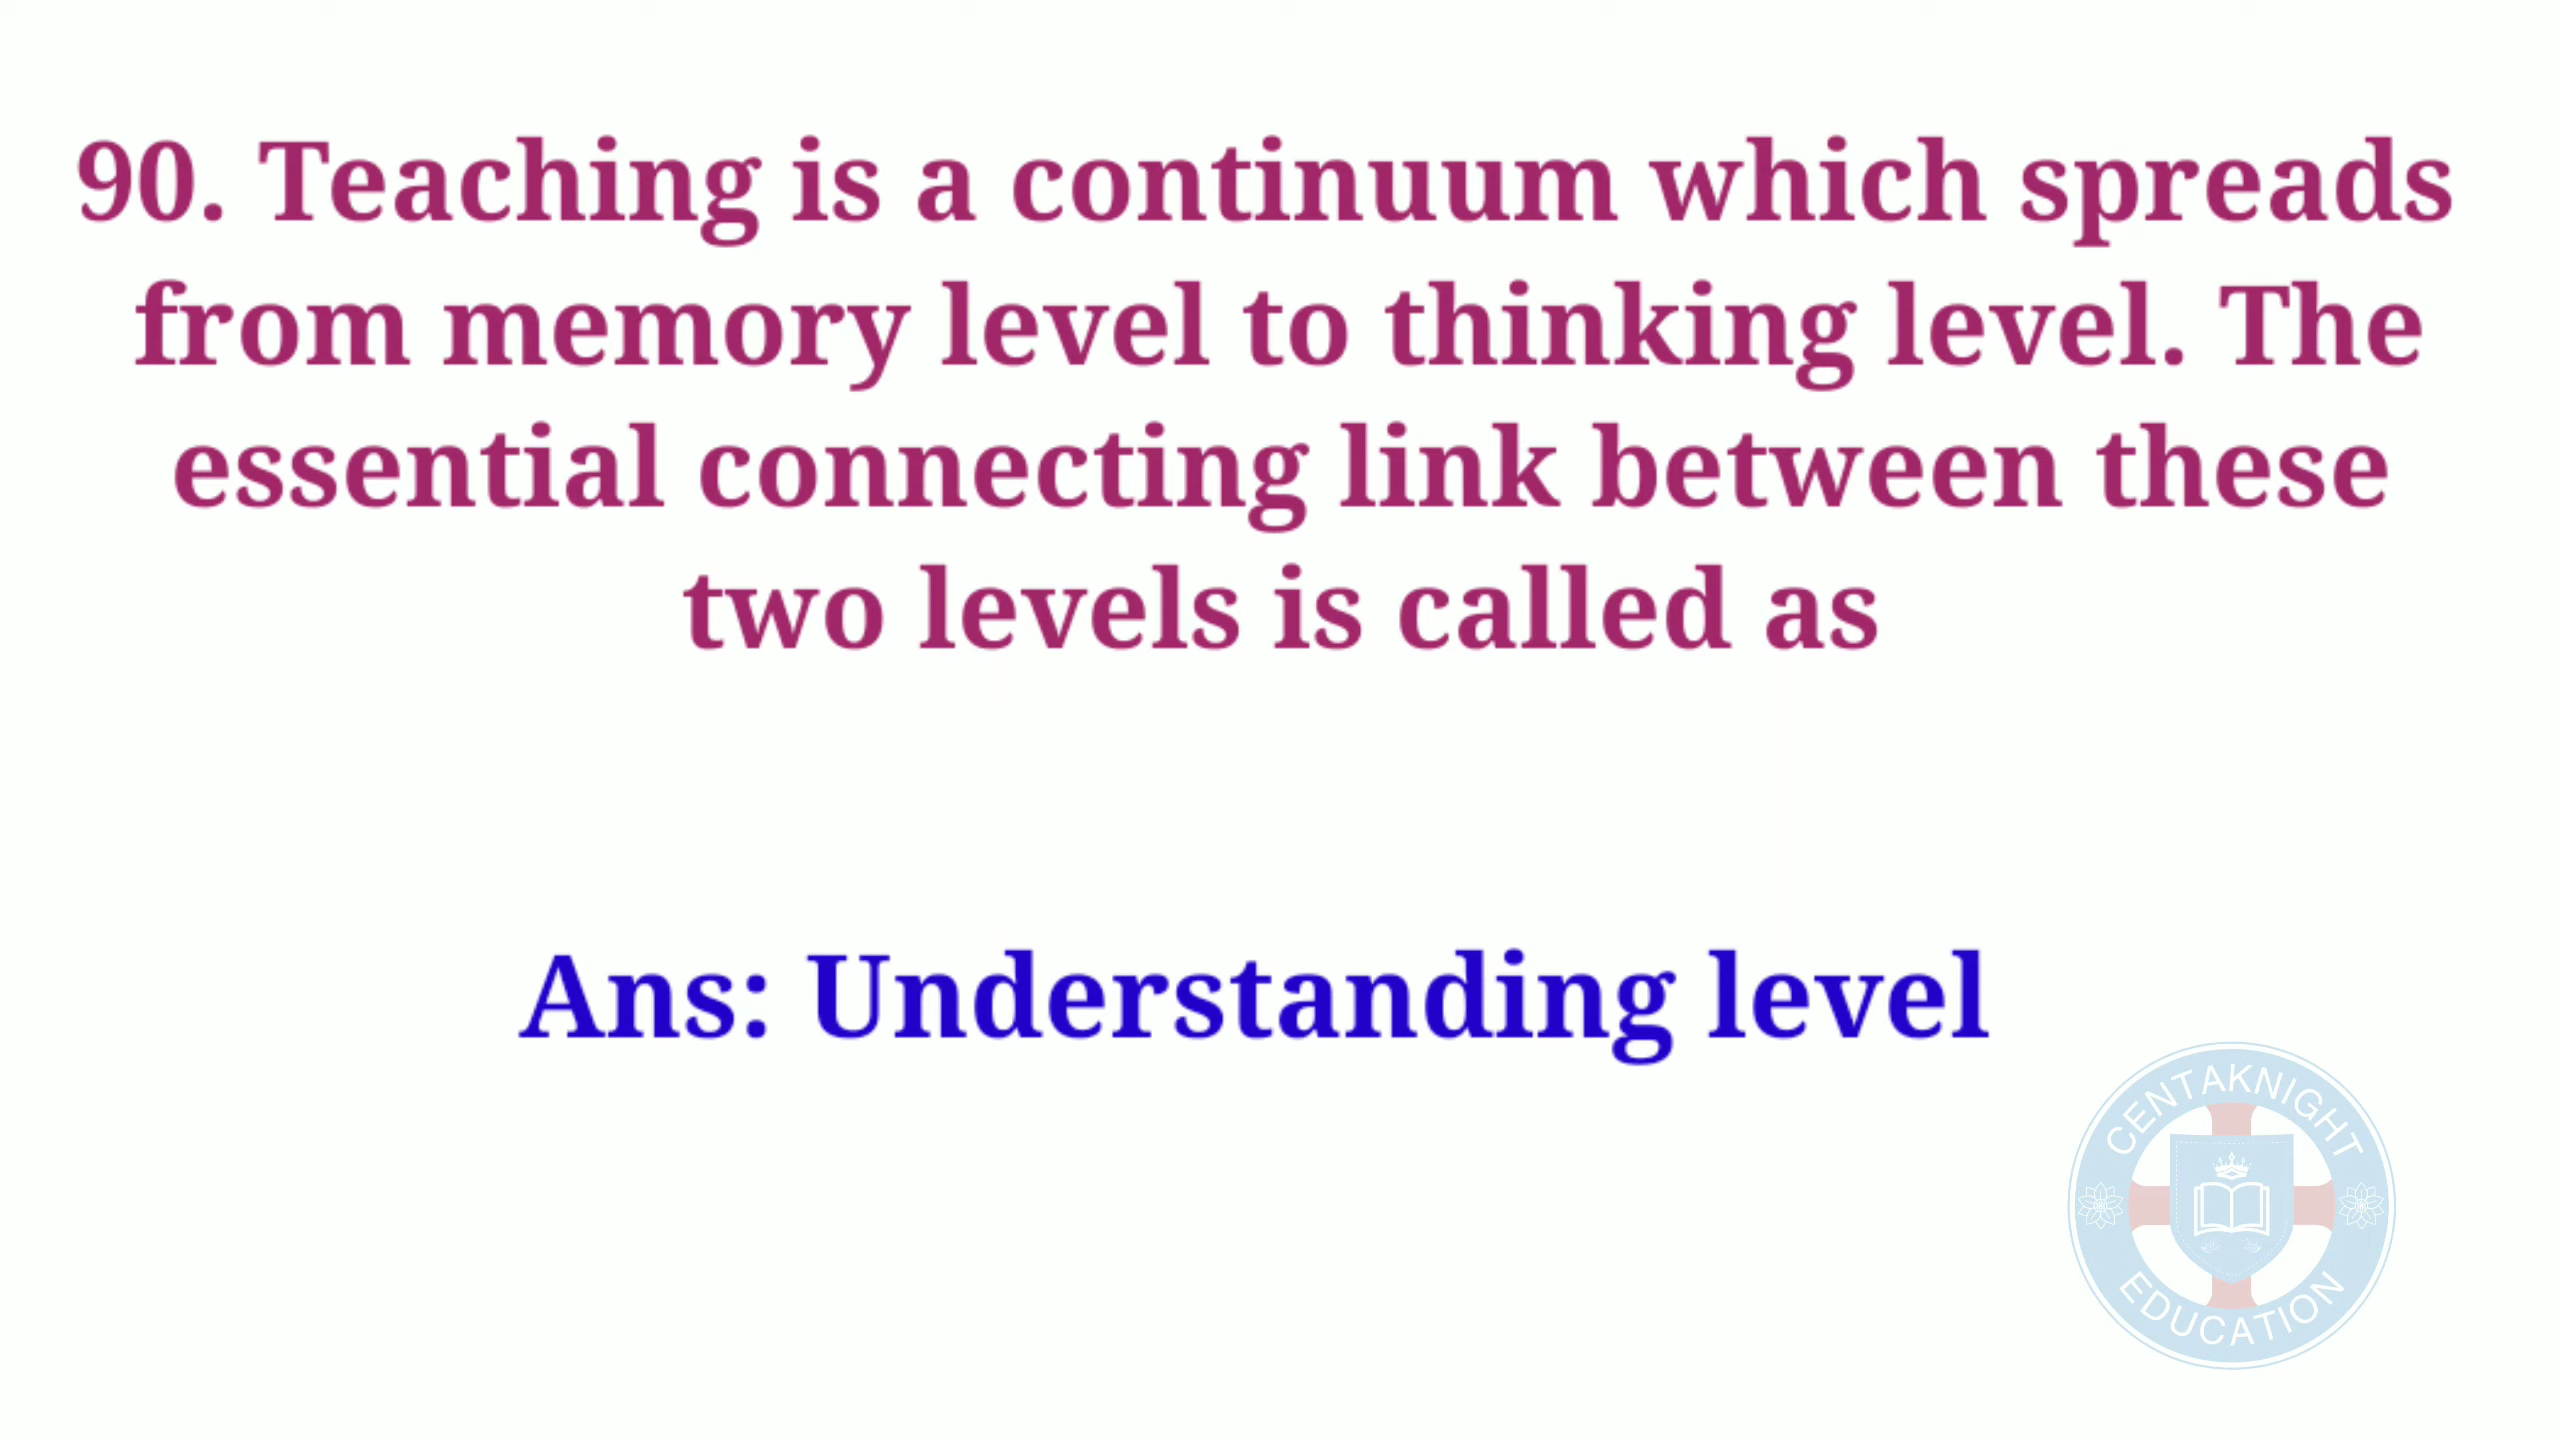 90. Teaching is a continuum which spreads
from memory level to thinking level. The
essential connecting link between these
two levels is called as
Ans: Understanding level
CENTAKNIGHT
EDUCATION